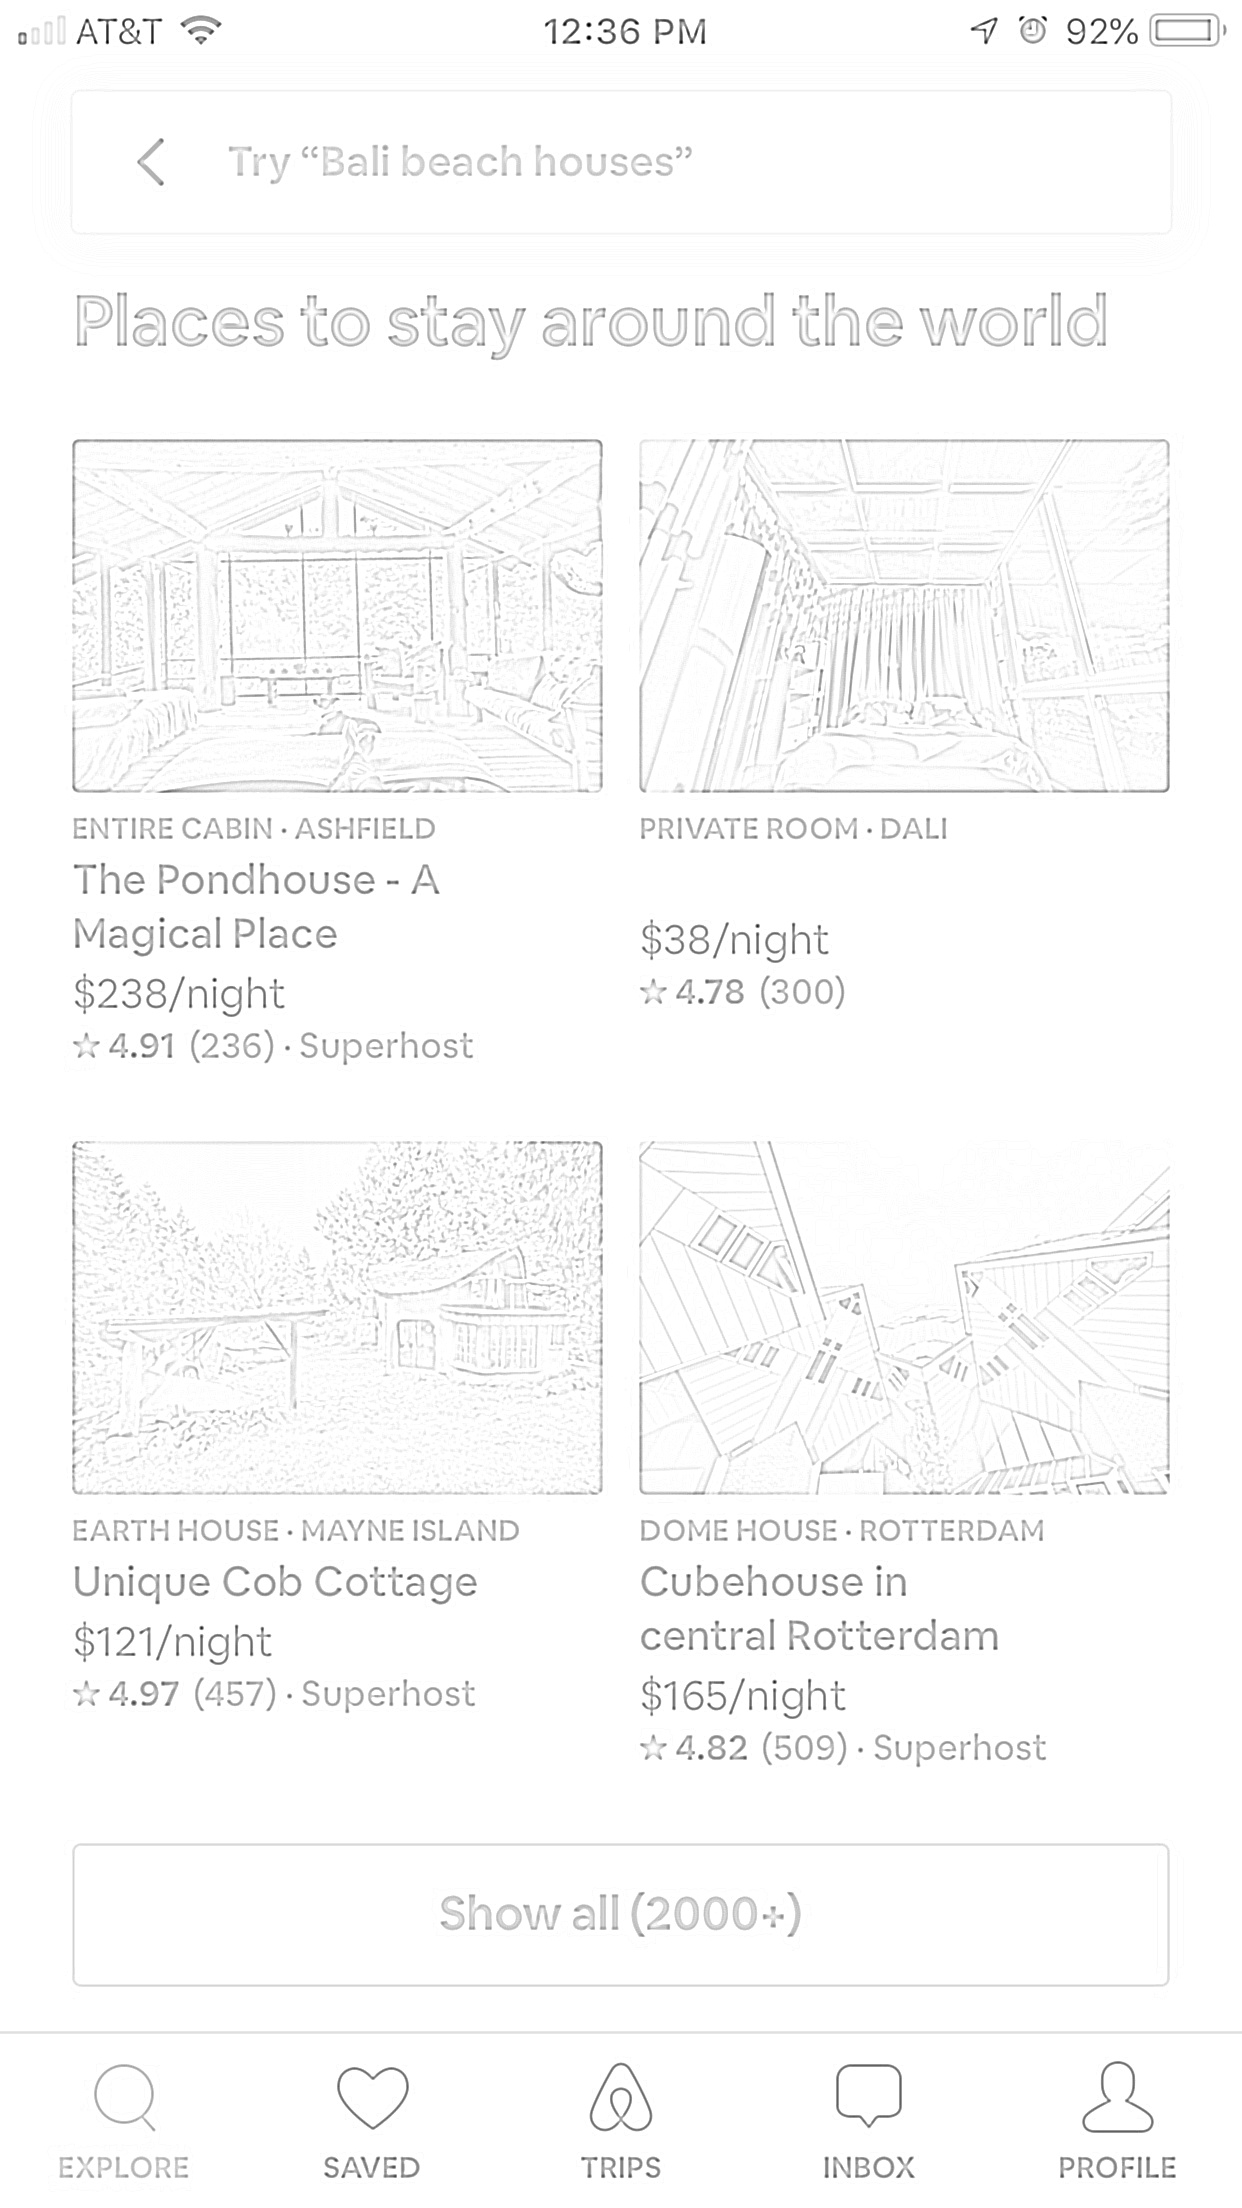 AT&T 12:36 PM 92%
Try “Bali beach houses”
Places to stay around the world
ENTIRE CABIN · ASHFIELD
The Pondhouse - A
Magical Place
$238/night
★ 4.91 (236) · Superhost
PRIVATE ROOM · DALI
$38/night
★ 4.78 (300)
EARTH HOUSE · MAYNE ISLAND
Unique Cob Cottage
$121/night
★ 4.97 (457) · Superhost
DOME HOUSE · ROTTERDAM
Cubehouse in
central Rotterdam
$165/night
★ 4.82 (509) · Superhost
Show all (2000+)
EXPLORE SAVED TRIPS INBOX PROFILE